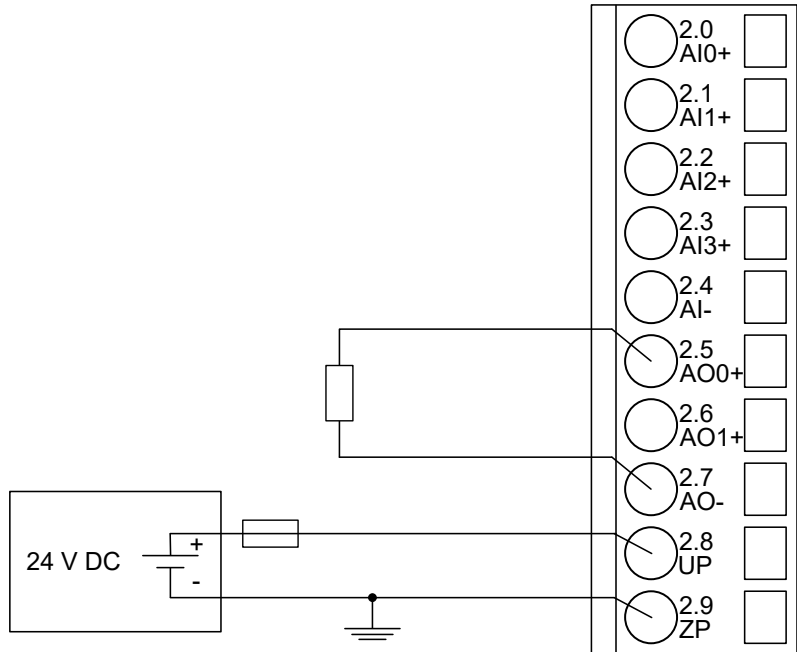 2.0
AI0+
2.1
AI1+
2.2
AI2+
2.3
AI3+
2.4
AI-
2.5
AO0+
2.6
AO1+
2.7
AO-
24 V DC
+
-
2.8
UP
2.9
ZP